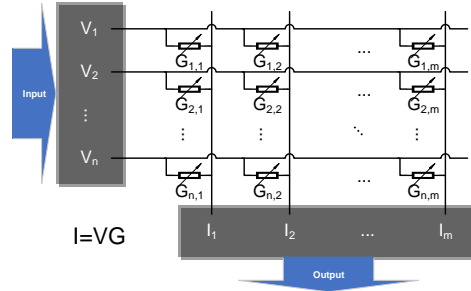 V1
G1,1 G1,2 ... G1,m
Input
V2
G2,1 G2,2 ... G2,m
⋮ ⋮ ⋮ ⋱ ⋮
Vn
Gn,1 Gn,2 ... Gn,m
I=VG
I1 I2 ... Im
Output